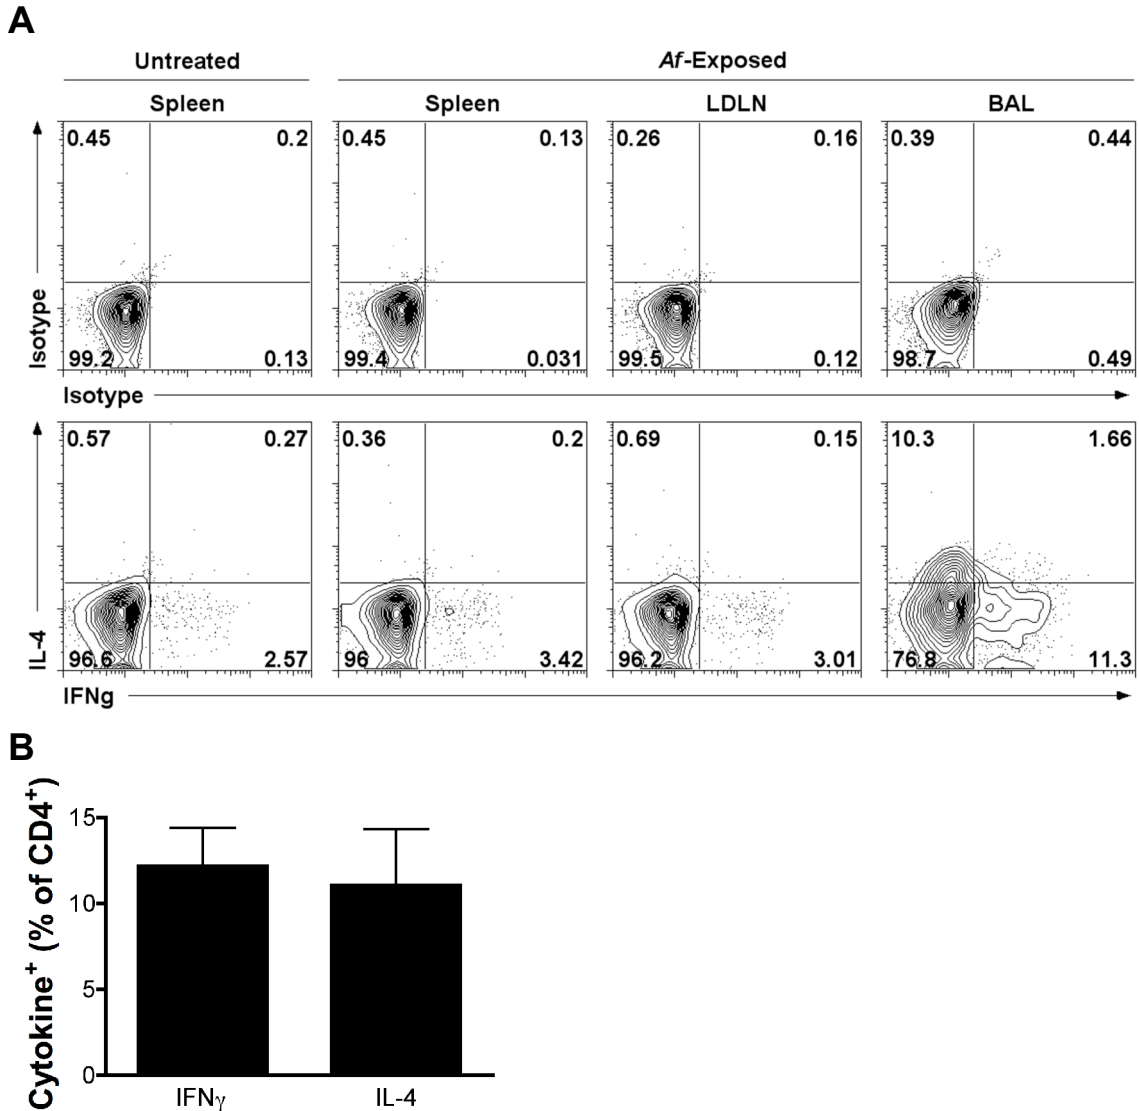 A
Untreated
Af-Exposed
Spleen
Spleen
LDLN
BAL
0.45 0.2 0.45 0.13 0.26 0.16 0.39 0.44
Isotype
99.2 0.13 99.4 0.031 99.5 0.12 98.7 0.49
Isotype
0.57 0.27 0.36 0.2 0.69 0.15 10.3 1.66
IL-4
96.6 2.57 96 3.42 96.2 3.01 76.8 11.3
IFNg
B
Cytokine⁺ (% of CD4⁺)
15
10
5
0
IFNγ IL-4